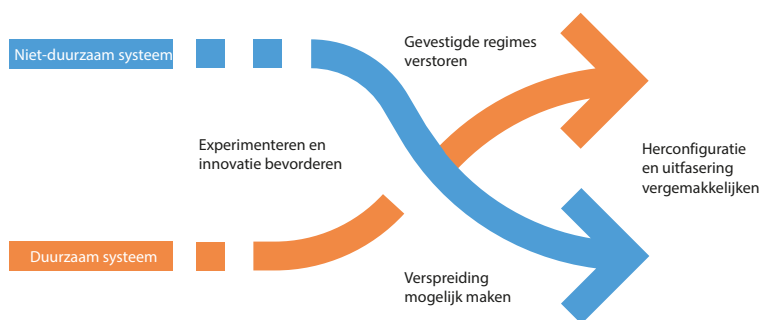 Niet-duurzaam systeem
Gevestigde regimes
verstoren
Experimenteren en
innovatie bevorderen
Herconfiguratie
en uitfasering
vergemakkelijken
Duurzaam systeem
Verspreiding
mogelijk maken